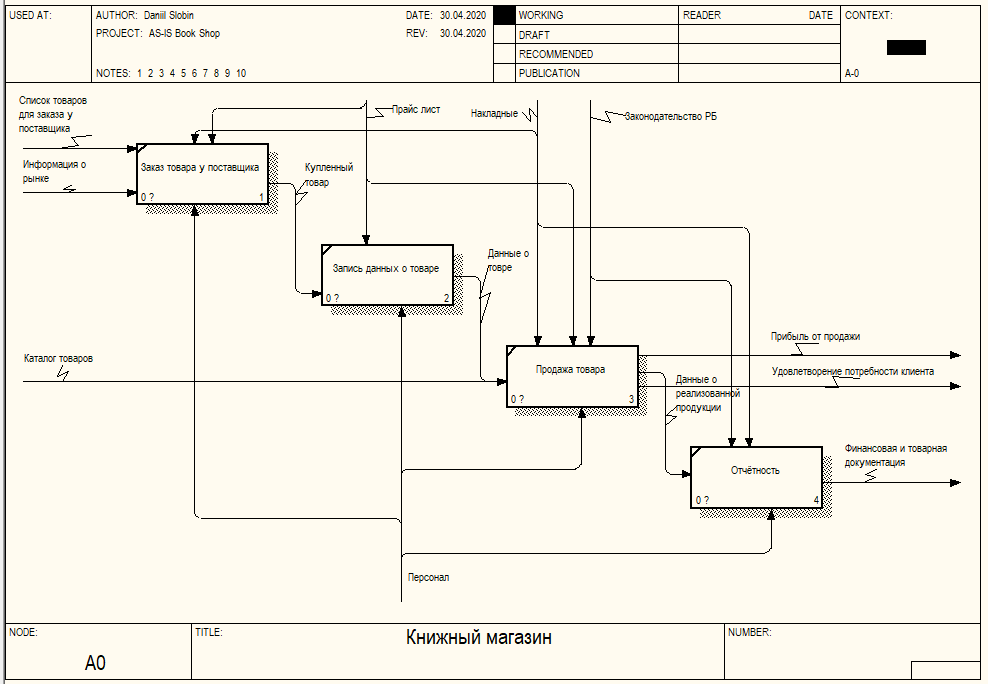 USED AT:
AUTHOR: Daniil Slobin
DATE: 30.04.2020
PROJECT: AS-IS Book Shop
REV: 30.04.2020
NOTES: 1 2 3 4 5 6 7 8 9 10
WORKING
DRAFT
RECOMMENDED
PUBLICATION
READER DATE
CONTEXT:
A-0
Список товаров
для заказа у
поставщика
Информация о
рынке
Прайс лист
Накладные
Законодательство РБ
Заказ товара у поставщика
0 ? 1
Купленный
товар
Запись данных о товаре
0 ? 2
Данные о
товре
Каталог товаров
Продажа товара
0 ? 3
Прибыль от продажи
Удовлетворение потребности клиента
Данные о
реализованной
продукции
Отчётность
0 ? 4
Финансовая и товарная
документация
Персонал
NODE:
A0
TITLE:
Книжный магазин
NUMBER: